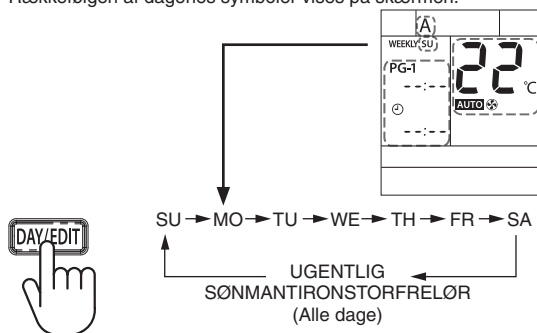 Rækkefølgen af dagenes symboler vises på skærmen.
A
WEEKLY SU
PG-1
22 °C
--:--
AUTO
--:--
DAY/EDIT
SU MO TU WE TH FR SA
UGENTLIG
SØNMANTIRONSTORFRELØR
(Alle dage)